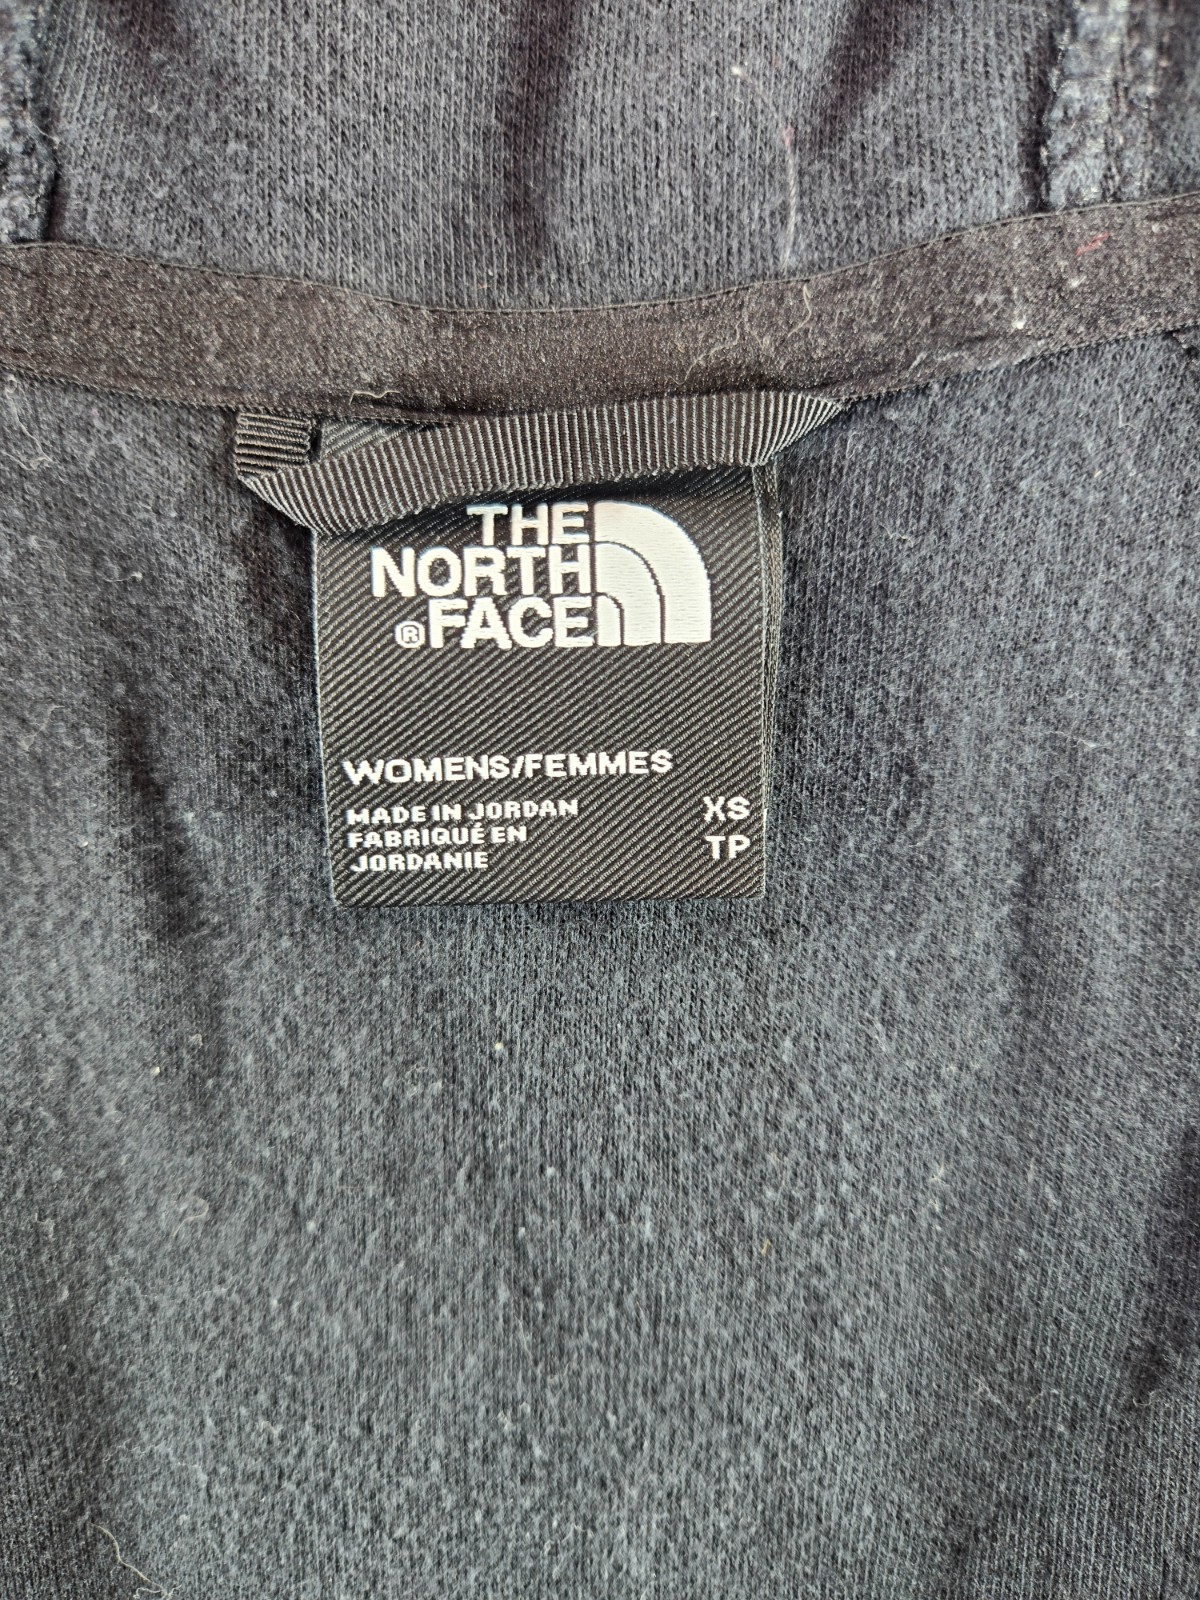 THE
NORTH
® FACE
WOMENS/FEMMES
MADE IN JORDAN
FABRIQUÉ EN
JORDANIE
XS
TP